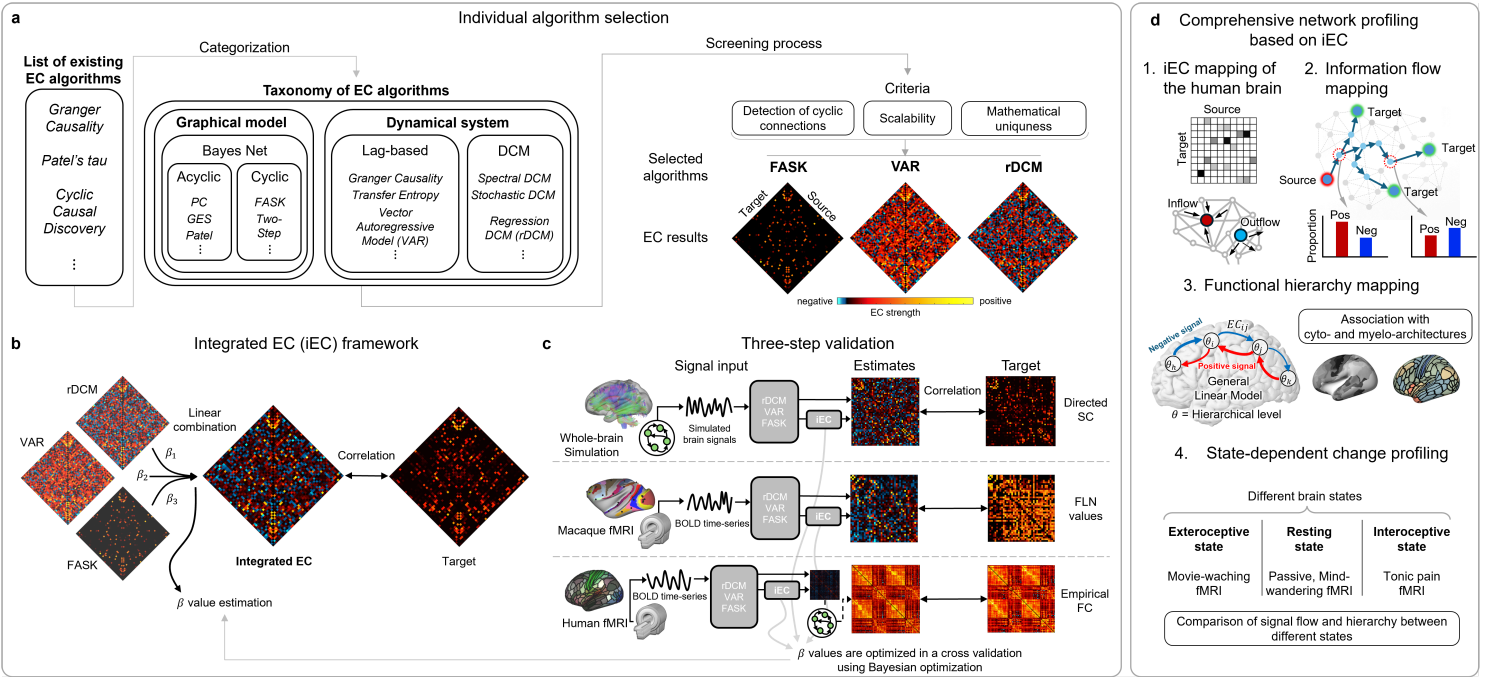 a
Individual algorithm selection
Categorization
Screening process
List of existing
EC algorithms
Granger
Causality
Patel's tau
Cyclic
Causal
Discovery
⋮
Taxonomy of EC algorithms
Graphical model
Bayes Net
Acyclic
PC
GES
Patel
⋮
Cyclic
FASK
Two-
Step
⋮
Dynamical system
Lag-based
Granger Causality
Transfer Entropy
Vector
Autoregressive
Model (VAR)
⋮
DCM
Spectral DCM
Stochastic DCM
Regression
DCM (rDCM)
⋮
Criteria
Detection of cyclic
connections
Scalability
Mathematical
uniquness
Selected
algorithms
FASK
VAR
rDCM
Target
Source
EC results
negative
positive
EC strength
b
Integrated EC (iEC) framework
rDCM
VAR
FASK
Linear
combination
β1
β2
β3
Correlation
Integrated EC
Target
β value estimation
c
Three-step validation
Signal input
Estimates
Target
Correlation
Whole-brain
Simulation
Simulated
brain signals
rDCM
VAR
FASK
iEC
Directed
SC
Macaque fMRI
BOLD time-series
rDCM
VAR
FASK
iEC
FLN
values
Human fMRI
BOLD time-series
rDCM
VAR
FASK
iEC
Empirical
FC
β values are optimized in a cross validation
using Bayesian optimization
d
Comprehensive network profiling
based on iEC
1. iEC mapping of
the human brain
Source
Target
Inflow
Outflow
2. Information flow
mapping
Target
Target
Source
Target
Proportion
Pos
Neg
Pos
Neg
3. Functional hierarchy mapping
Negative signal
ECij
θh
θi
θj
θk
Positive signal
General
Linear Model
θ = Hierarchical level
Association with
cyto- and myelo-architectures
4. State-dependent change profiling
Different brain states
Exteroceptive
state
Movie-waching
fMRI
Resting
state
Passive, Mind-
wandering fMRI
Interoceptive
state
Tonic pain
fMRI
Comparison of signal flow and hierarchy between
different states